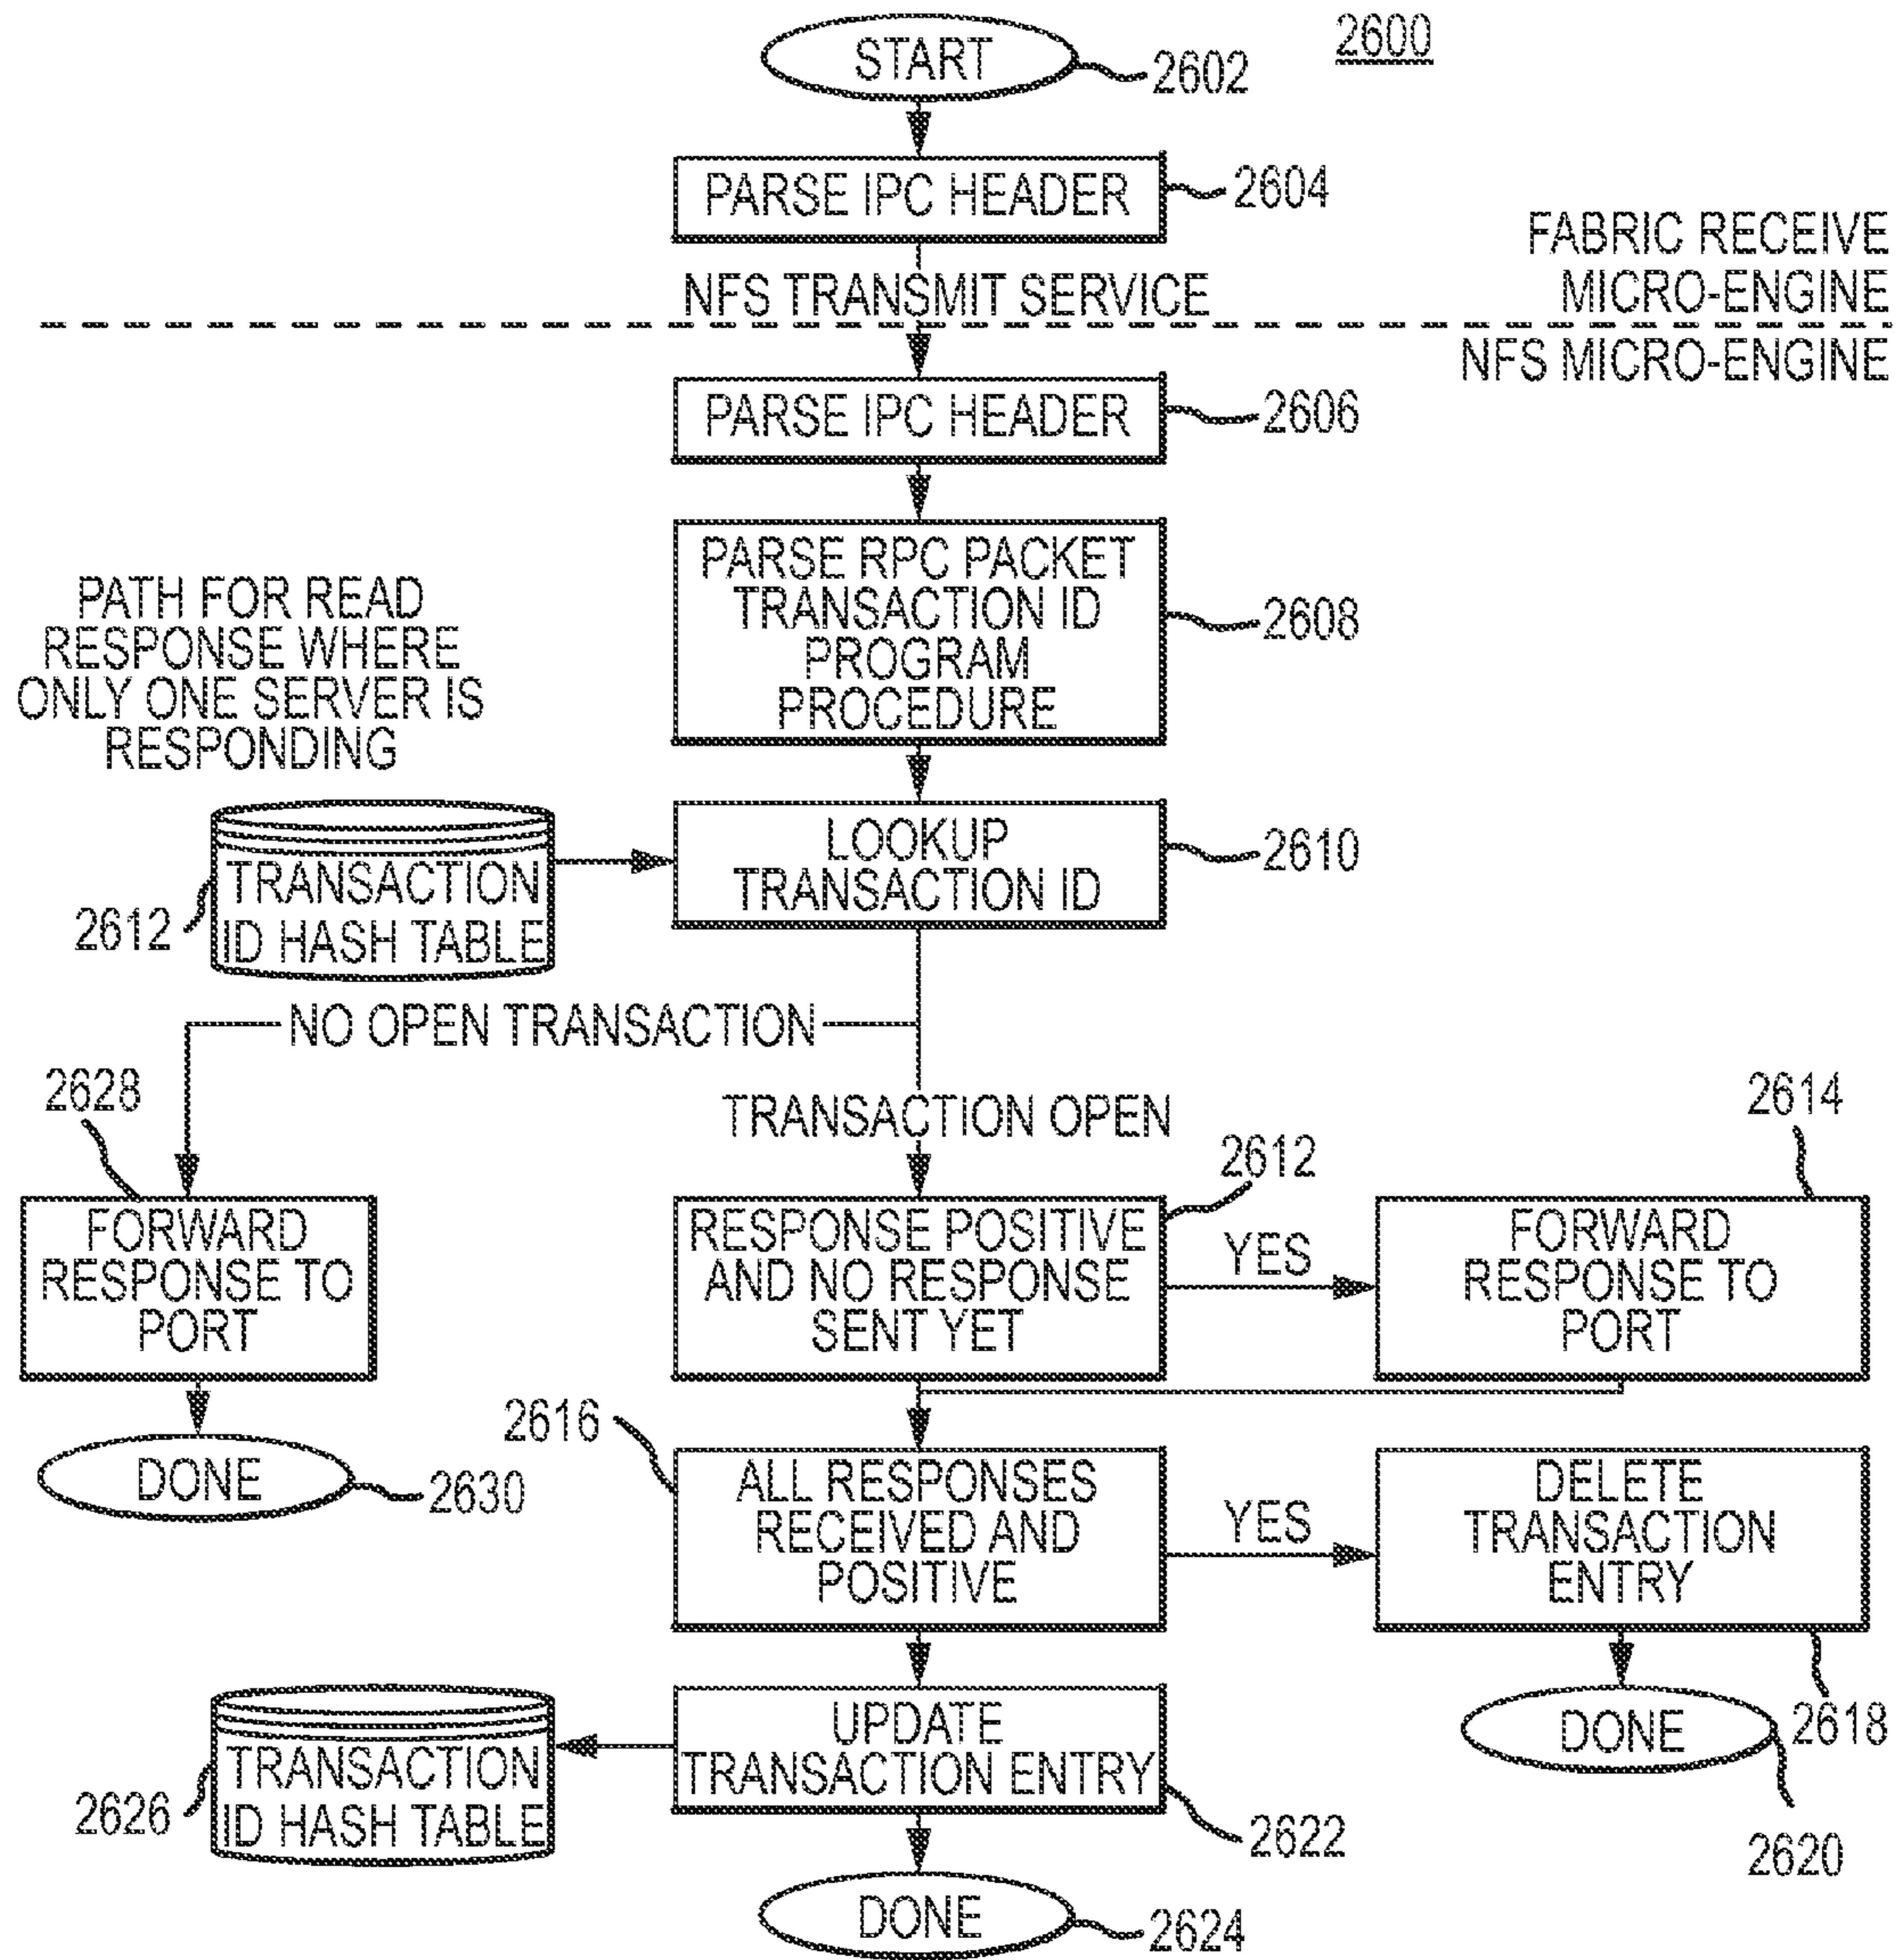 2600
START
2602
PARSE IPC HEADER
2604
FABRIC RECEIVE
MICRO-ENGINE
NFS TRANSMIT SERVICE
NFS MICRO-ENGINE
PARSE IPC HEADER
2606
PARSE RPC PACKET
TRANSACTION ID
PROGRAM
PROCEDURE
2608
PATH FOR READ
RESPONSE WHERE
ONLY ONE SERVER IS
RESPONDING
LOOKUP
TRANSACTION ID
2610
TRANSACTION
ID HASH TABLE
2612
NO OPEN TRANSACTION
TRANSACTION OPEN
2628
FORWARD
RESPONSE TO
PORT
2612
RESPONSE POSITIVE
AND NO RESPONSE
SENT YET
YES
2614
FORWARD
RESPONSE TO
PORT
DONE
2630
2616
ALL RESPONSES
RECEIVED AND
POSITIVE
YES
DELETE
TRANSACTION
ENTRY
2618
DONE
2620
UPDATE
TRANSACTION ENTRY
2622
TRANSACTION
ID HASH TABLE
2626
DONE
2624